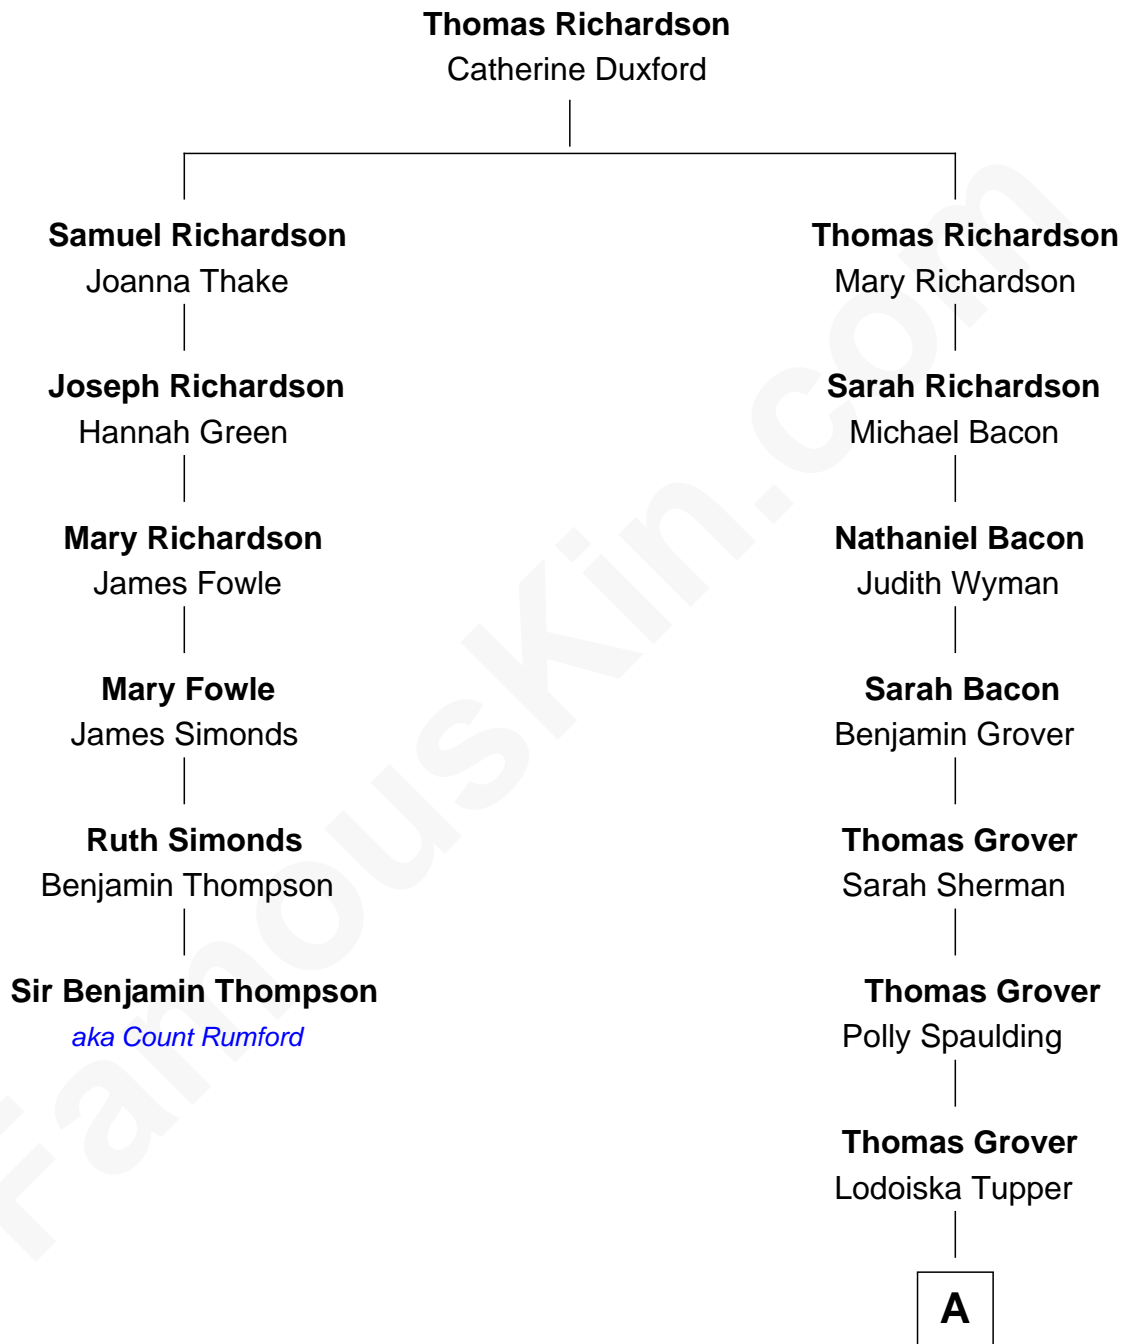 Thomas Richardson
Catherine Duxford
Samuel Richardson
Joanna Thake
Joseph Richardson
Hannah Green
Mary Richardson
James Fowle
Mary Fowle
James Simonds
Ruth Simonds
Benjamin Thompson
Sir Benjamin Thompson
aka Count Rumford
Thomas Richardson
Mary Richardson
Sarah Richardson
Michael Bacon
Nathaniel Bacon
Judith Wyman
Sarah Bacon
Benjamin Grover
Thomas Grover
Sarah Sherman
Thomas Grover
Polly Spaulding
Thomas Grover
Lodoiska Tupper
A
FamousKin.com